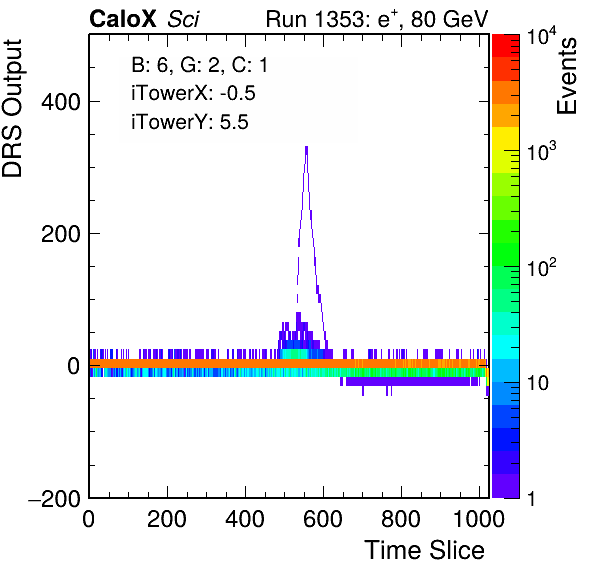 CaloX Sci
Run 1353: e+, 80 GeV
B: 6, G: 2, C: 1
iTowerX: -0.5
iTowerY: 5.5
DRS Output
400
200
0
−200
0
200
400
600
800
1000
Time Slice
Events
10^4
10^3
10^2
10
1